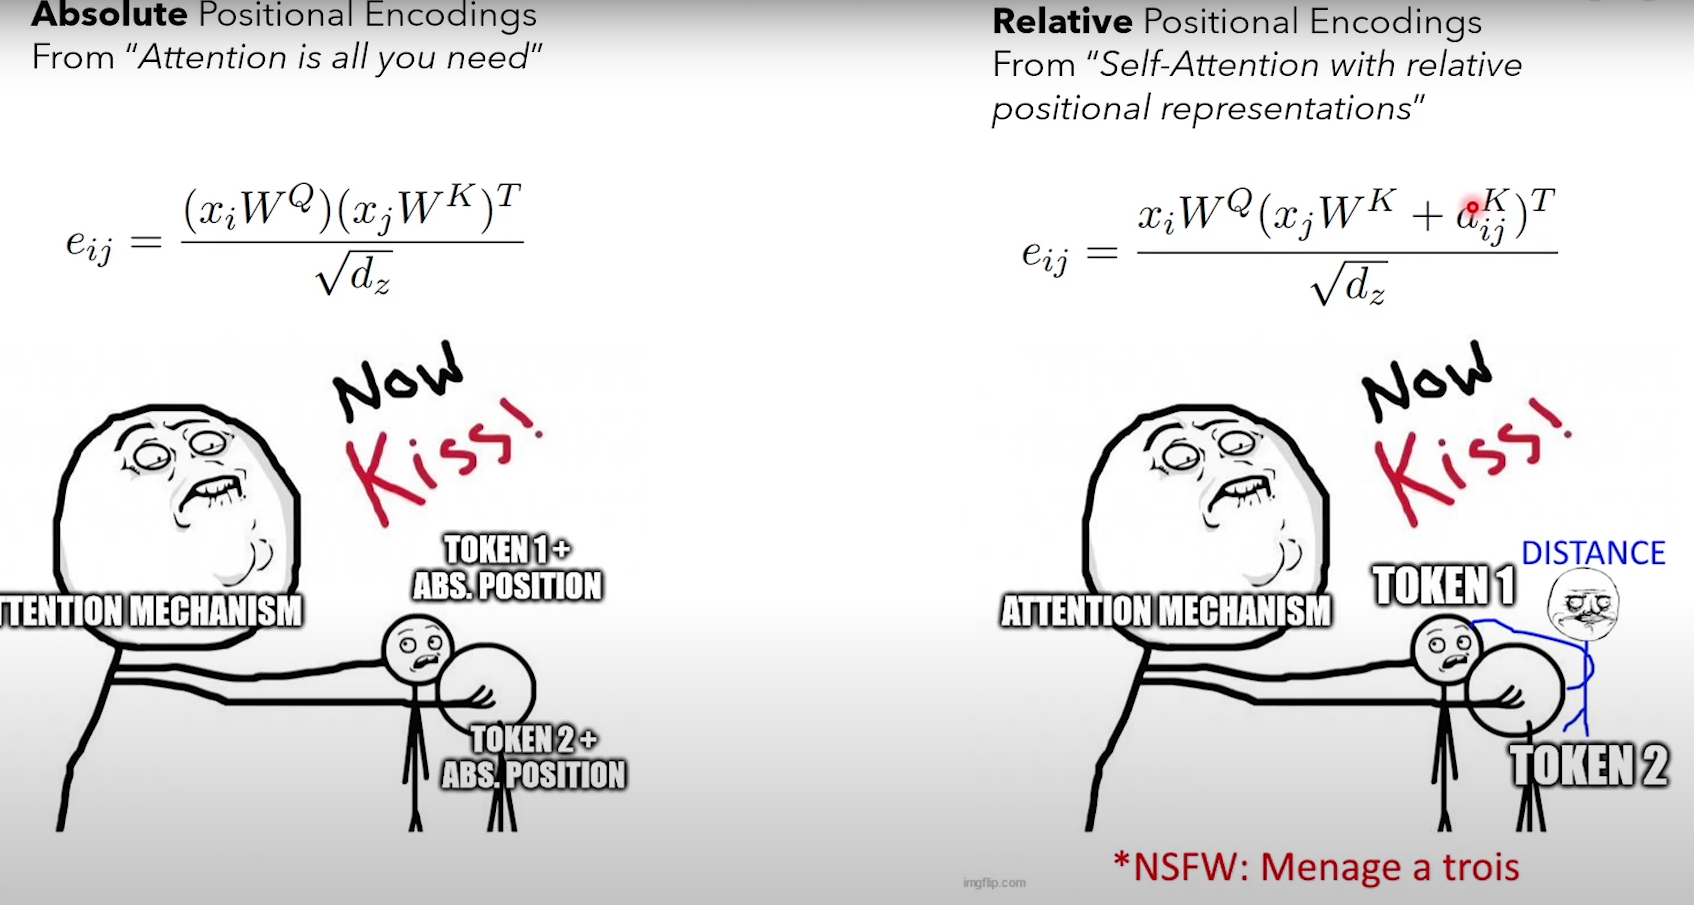 Absolute Positional Encodings
From "Attention is all you need"
e_{ij} = \frac{(x_i W^Q)(x_j W^K)^T}{\sqrt{d_z}}
Now
Kiss!
TOKEN 1 +
ABS. POSITION
TTENTION MECHANISM
TOKEN 2 +
ABS. POSITION
Relative Positional Encodings
From "Self-Attention with relative
positional representations"
e_{ij} = \frac{x_i W^Q (x_j W^K + a_{ij}^K)^T}{\sqrt{d_z}}
Now
Kiss!
DISTANCE
TOKEN 1
ATTENTION MECHANISM
TOKEN 2
*NSFW: Menage a trois
imgflip.com